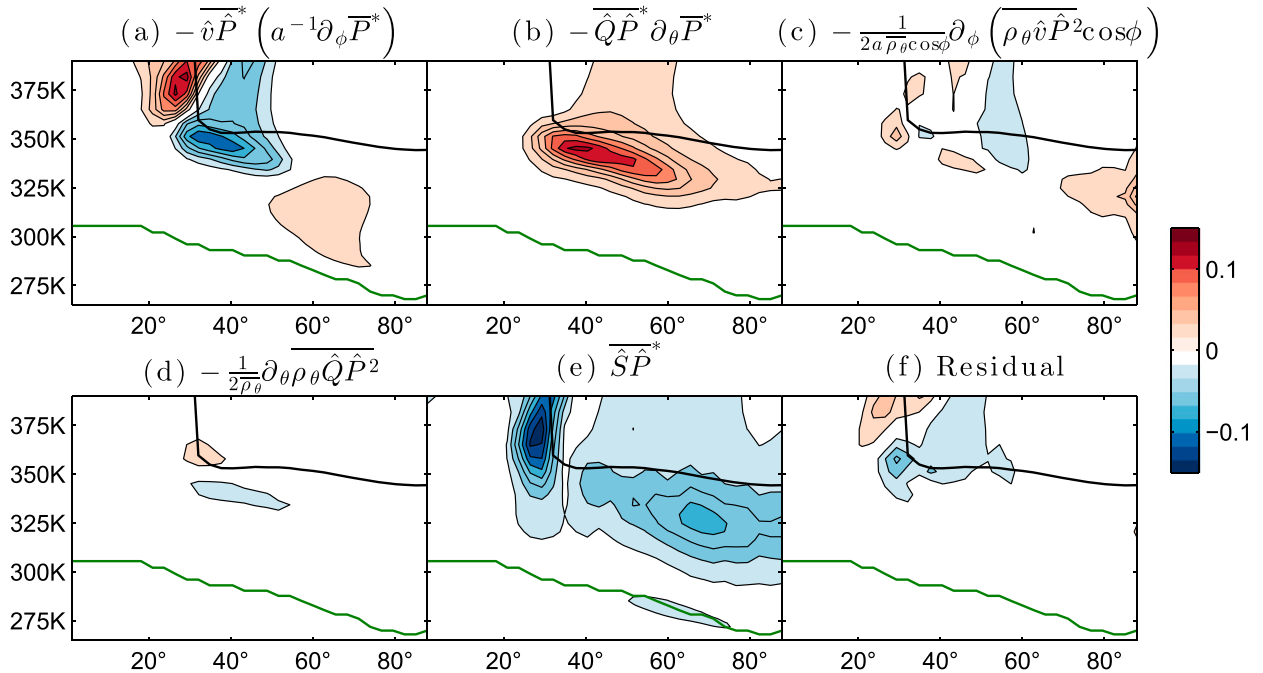 (a) $-\overline{\hat{v}\hat{P}}^{*}\left(a^{-1}\partial_{\phi}\overline{P}^{*}\right)$
(b) $-\overline{\hat{Q}\hat{P}}^{*}\partial_{\theta}\overline{P}^{*}$
(c) $-\frac{1}{2a\overline{\rho_{\theta}}\cos\phi}\partial_{\phi}\left(\overline{\rho_{\theta}\hat{v}\hat{P}^{2}}\cos\phi\right)$
375K
350K
325K
300K
275K
20° 40° 60° 80°
20° 40° 60° 80°
20° 40° 60° 80°
0.1
0
−0.1
(d) $-\frac{1}{2\overline{\rho_{\theta}}}\partial_{\theta}\overline{\rho_{\theta}\hat{Q}\hat{P}^{2}}$
(e) $\overline{\hat{S}\hat{P}}^{*}$
(f) Residual
375K
350K
325K
300K
275K
20° 40° 60° 80°
20° 40° 60° 80°
20° 40° 60° 80°